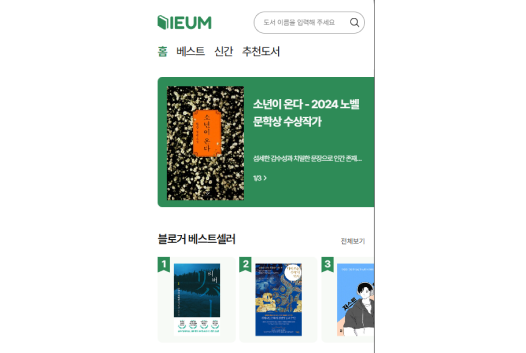 IEUM
도서 이름을 입력해 주세요
홈 베스트 신간 추천도서
소년이 온다
소년이 온다 - 2024 노벨
문학상 수상작가
섬세한 감수성과 치밀한 문장으로 인간 존재...
1/3 >
블로거 베스트셀러
전체보기
1
2
3